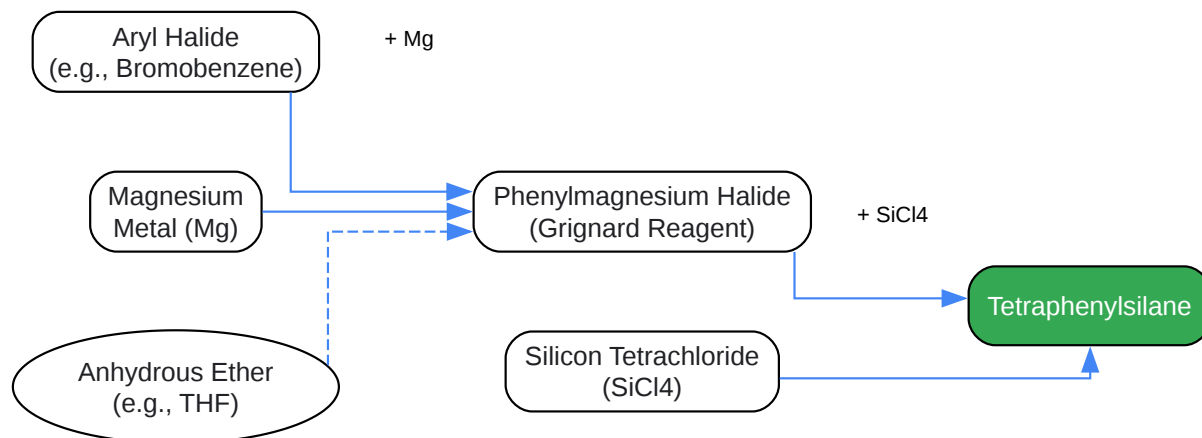 Aryl Halide
(e.g., Bromobenzene)
+ Mg
Magnesium
Metal (Mg)
Phenylmagnesium Halide
(Grignard Reagent)
+ SiCl4
Tetraphenylsilane
Anhydrous Ether
(e.g., THF)
Silicon Tetrachloride
(SiCl4)